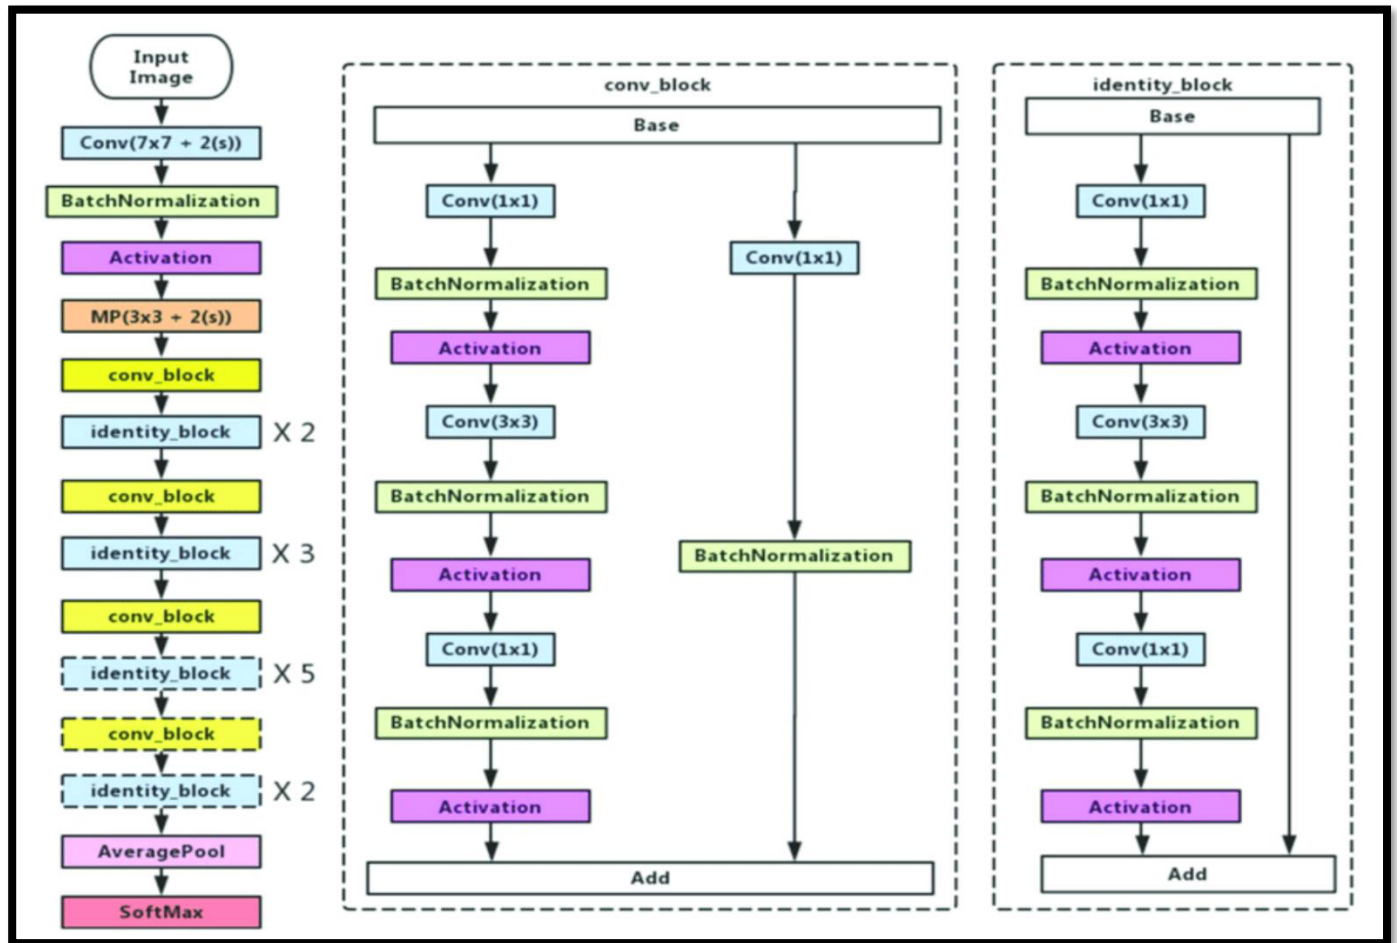 Input
Image
Conv(7x7 + 2(s))
BatchNormalization
Activation
MP(3x3 + 2(s))
conv_block
identity_block X 2
conv_block
identity_block X 3
conv_block
identity_block X 5
conv_block
identity_block X 2
AveragePool
SoftMax
conv_block
Base
Conv(1x1)
BatchNormalization
Activation
Conv(3x3)
BatchNormalization
Activation
Conv(1x1)
BatchNormalization
Activation
Conv(1x1)
BatchNormalization
Add
identity_block
Base
Conv(1x1)
BatchNormalization
Activation
Conv(3x3)
BatchNormalization
Activation
Conv(1x1)
BatchNormalization
Activation
Add